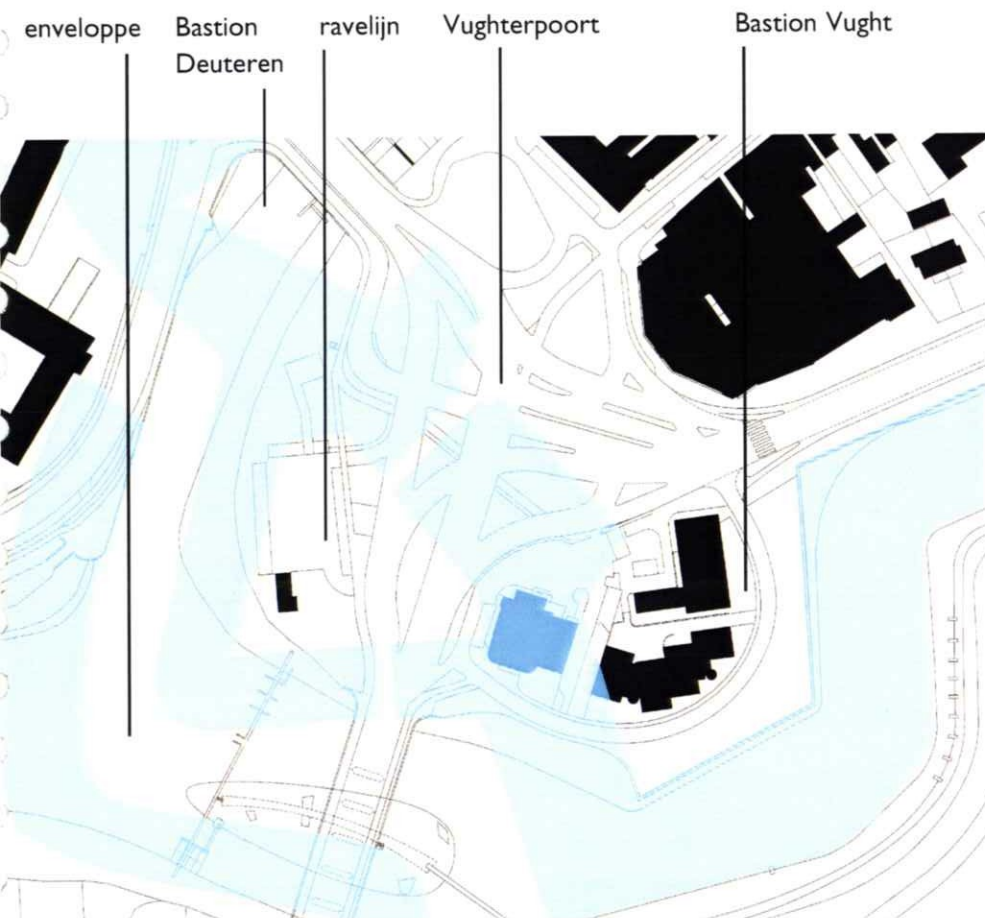 enveloppe
Bastion
Deuteren
ravelijn
Vughterpoort
Bastion Vught